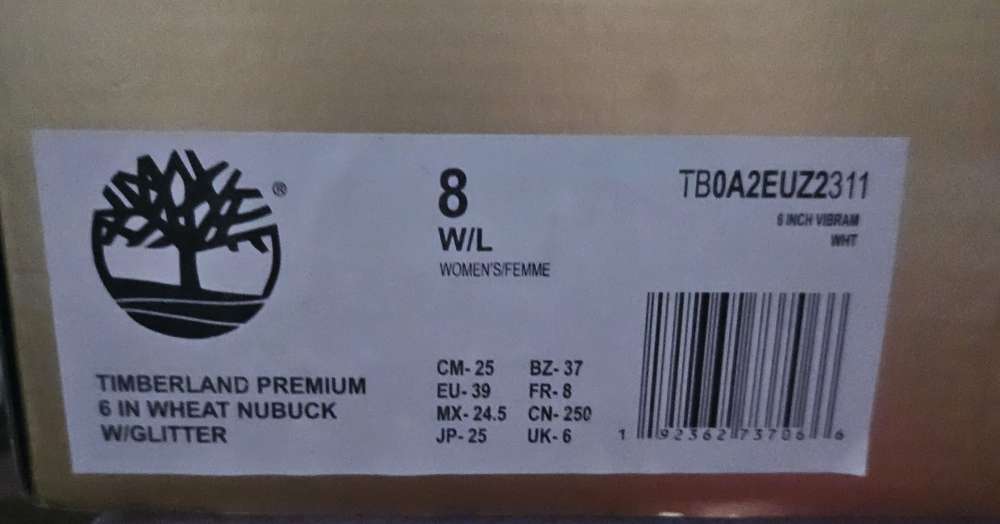 ®
8
W/L
WOMEN'S/FEMME
TB0A2EUZ2311
6 INCH VIBRAM
WHT
TIMBERLAND PREMIUM
6 IN WHEAT NUBUCK
W/GLITTER
CM- 25 BZ- 37
EU- 39 FR- 8
MX- 24.5 CN- 250
JP- 25 UK- 6
1 92362 73706 6